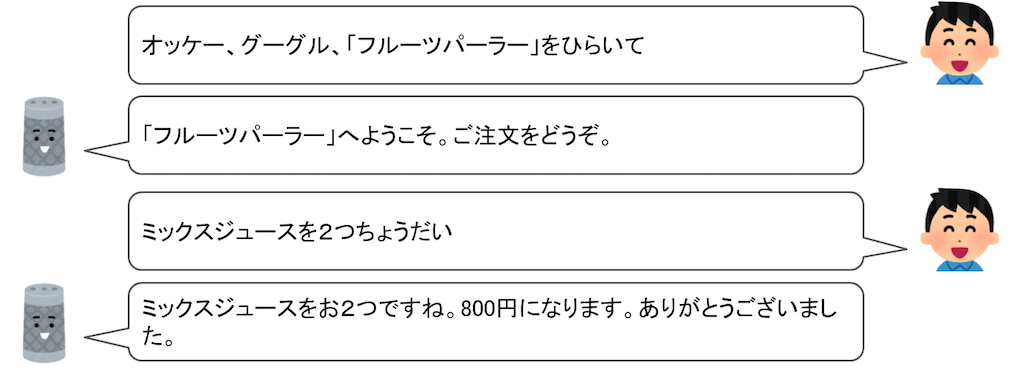 オッケー、グーグル、「フルーツパーラー」をひらいて
「フルーツパーラー」へようこそ。ご注文をどうぞ。
ミックスジュースを２つちょうだい
ミックスジュースをお２つですね。800円になります。ありがとうございまし
た。